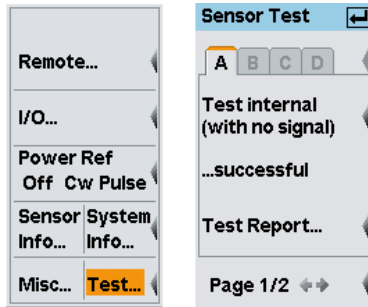 Remote...
I/O...
Power Ref
Off Cw Pulse
Sensor Info...
System Info...
Misc...
Test...
Sensor Test
A B C D
Test internal
(with no signal)
...successful
Test Report...
Page 1/2